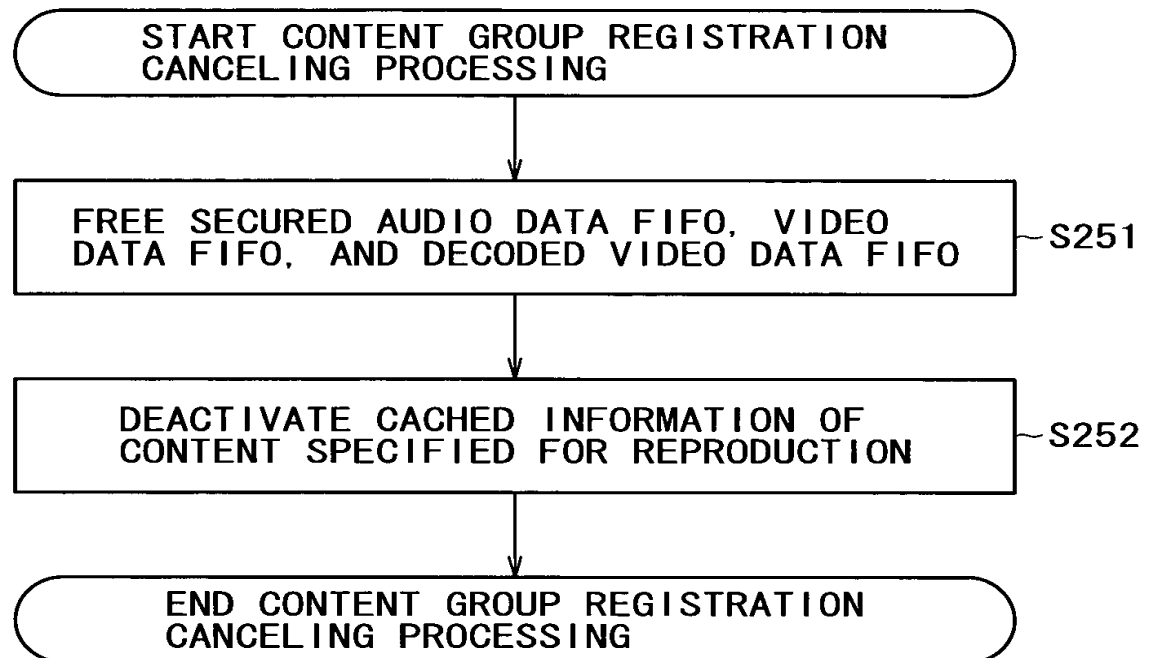 START CONTENT GROUP REGISTRATION
CANCELING PROCESSING
FREE SECURED AUDIO DATA FIFO, VIDEO
DATA FIFO, AND DECODED VIDEO DATA FIFO
S251
DEACTIVATE CACHED INFORMATION OF
CONTENT SPECIFIED FOR REPRODUCTION
S252
END CONTENT GROUP REGISTRATION
CANCELING PROCESSING